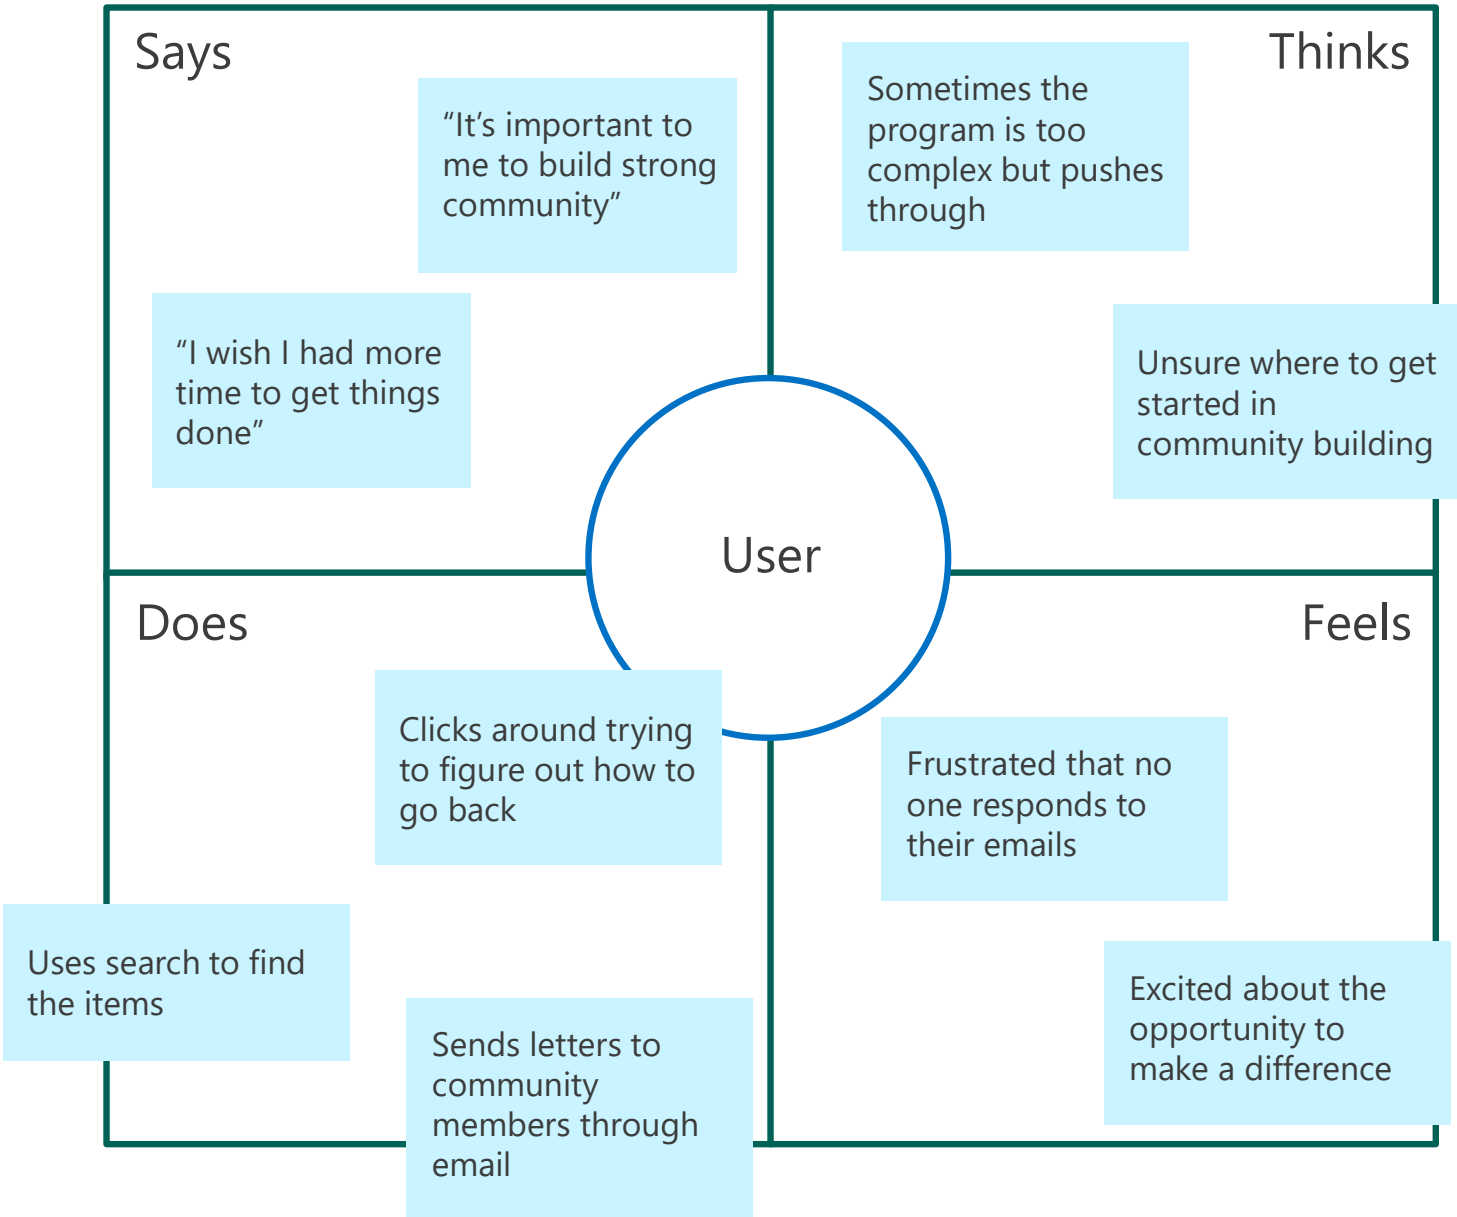 Says
“It’s important to
me to build strong
community”
“I wish I had more
time to get things
done”
Thinks
Sometimes the
program is too
complex but pushes
through
Unsure where to get
started in
community building
User
Does
Clicks around trying
to figure out how to
go back
Uses search to find
the items
Sends letters to
community
members through
email
Feels
Frustrated that no
one responds to
their emails
Excited about the
opportunity to
make a difference